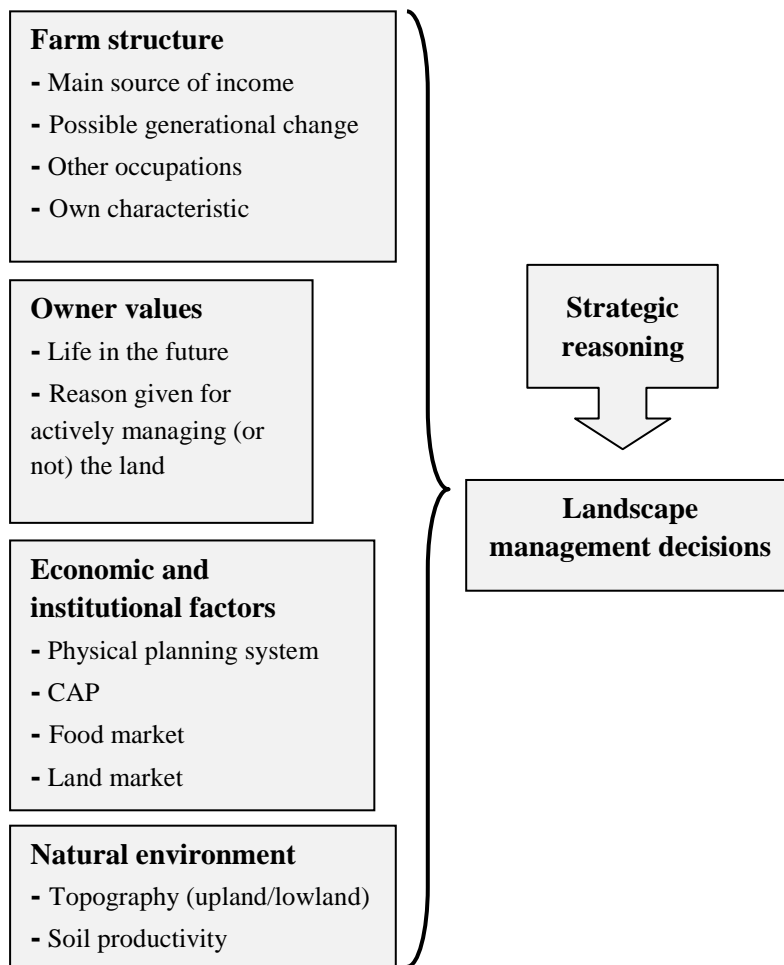 Farm structure
- Main source of income
- Possible generational change
- Other occupations
- Own characteristic
Owner values
- Life in the future
- Reason given for
actively managing (or
not) the land
Economic and
institutional factors
- Physical planning system
- CAP
- Food market
- Land market
Natural environment
- Topography (upland/lowland)
- Soil productivity
Strategic
reasoning
Landscape
management decisions